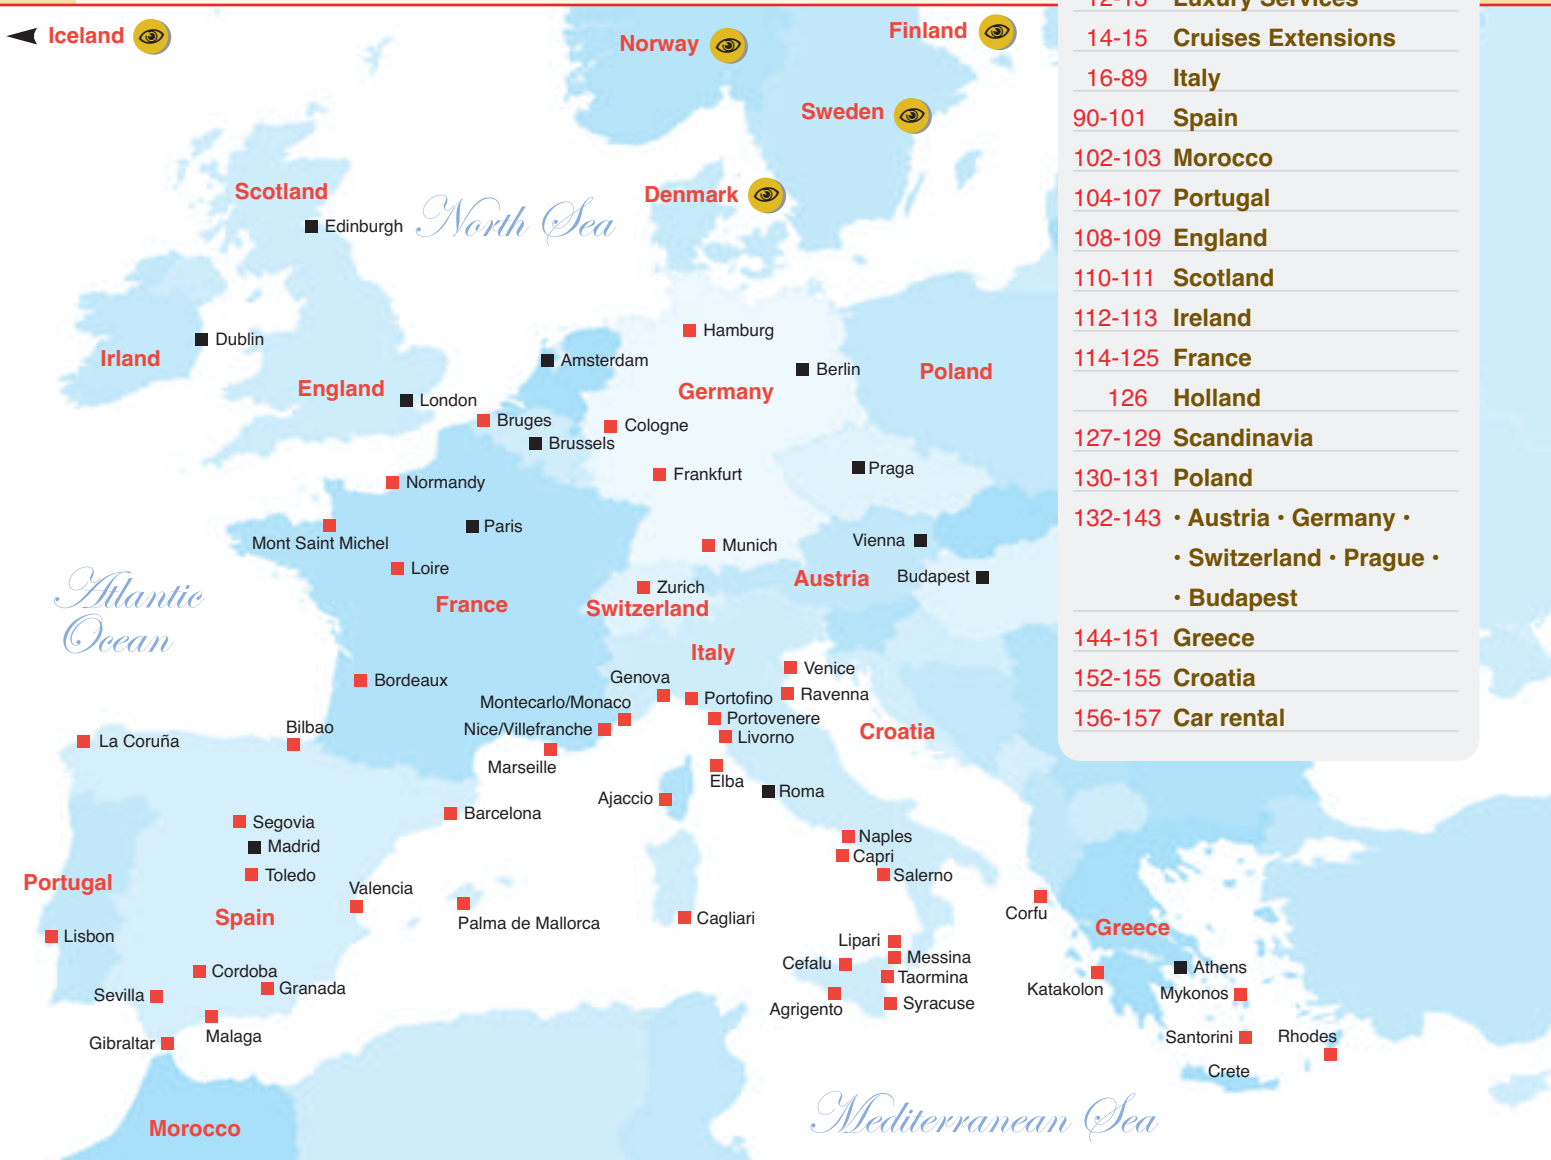 Iceland
Norway
Finland
Sweden
Denmark
Scotland
Edinburgh
North Sea
Dublin
Irland
England
London
Amsterdam
Hamburg
Berlin
Germany
Poland
Bruges
Brussels
Cologne
Frankfurt
Praga
Normandy
Paris
Mont Saint Michel
Loire
Munich
Vienna
Budapest
Austria
Zurich
Switzerland
France
Atlantic
Ocean
Italy
Bordeaux
Genova
Venice
Portofino
Ravenna
Montecarlo/Monaco
Portovenere
Nice/Villefranche
Livorno
Croatia
La Coruña
Bilbao
Marseille
Elba
Ajaccio
Roma
Barcelona
Segovia
Madrid
Toledo
Naples
Capri
Salerno
Portugal
Valencia
Palma de Mallorca
Spain
Cagliari
Corfu
Greece
Lisbon
Lipari
Messina
Cefalu
Taormina
Athens
Cordoba
Granada
Sevilla
Agrigento
Syracuse
Katakolon
Mykonos
Malaga
Gibraltar
Santorini
Rhodes
Crete
Mediterranean Sea
Morocco
12-13 Luxury Services
14-15 Cruises Extensions
16-89 Italy
90-101 Spain
102-103 Morocco
104-107 Portugal
108-109 England
110-111 Scotland
112-113 Ireland
114-125 France
126 Holland
127-129 Scandinavia
130-131 Poland
132-143 · Austria · Germany ·
· Switzerland · Prague ·
· Budapest
144-151 Greece
152-155 Croatia
156-157 Car rental